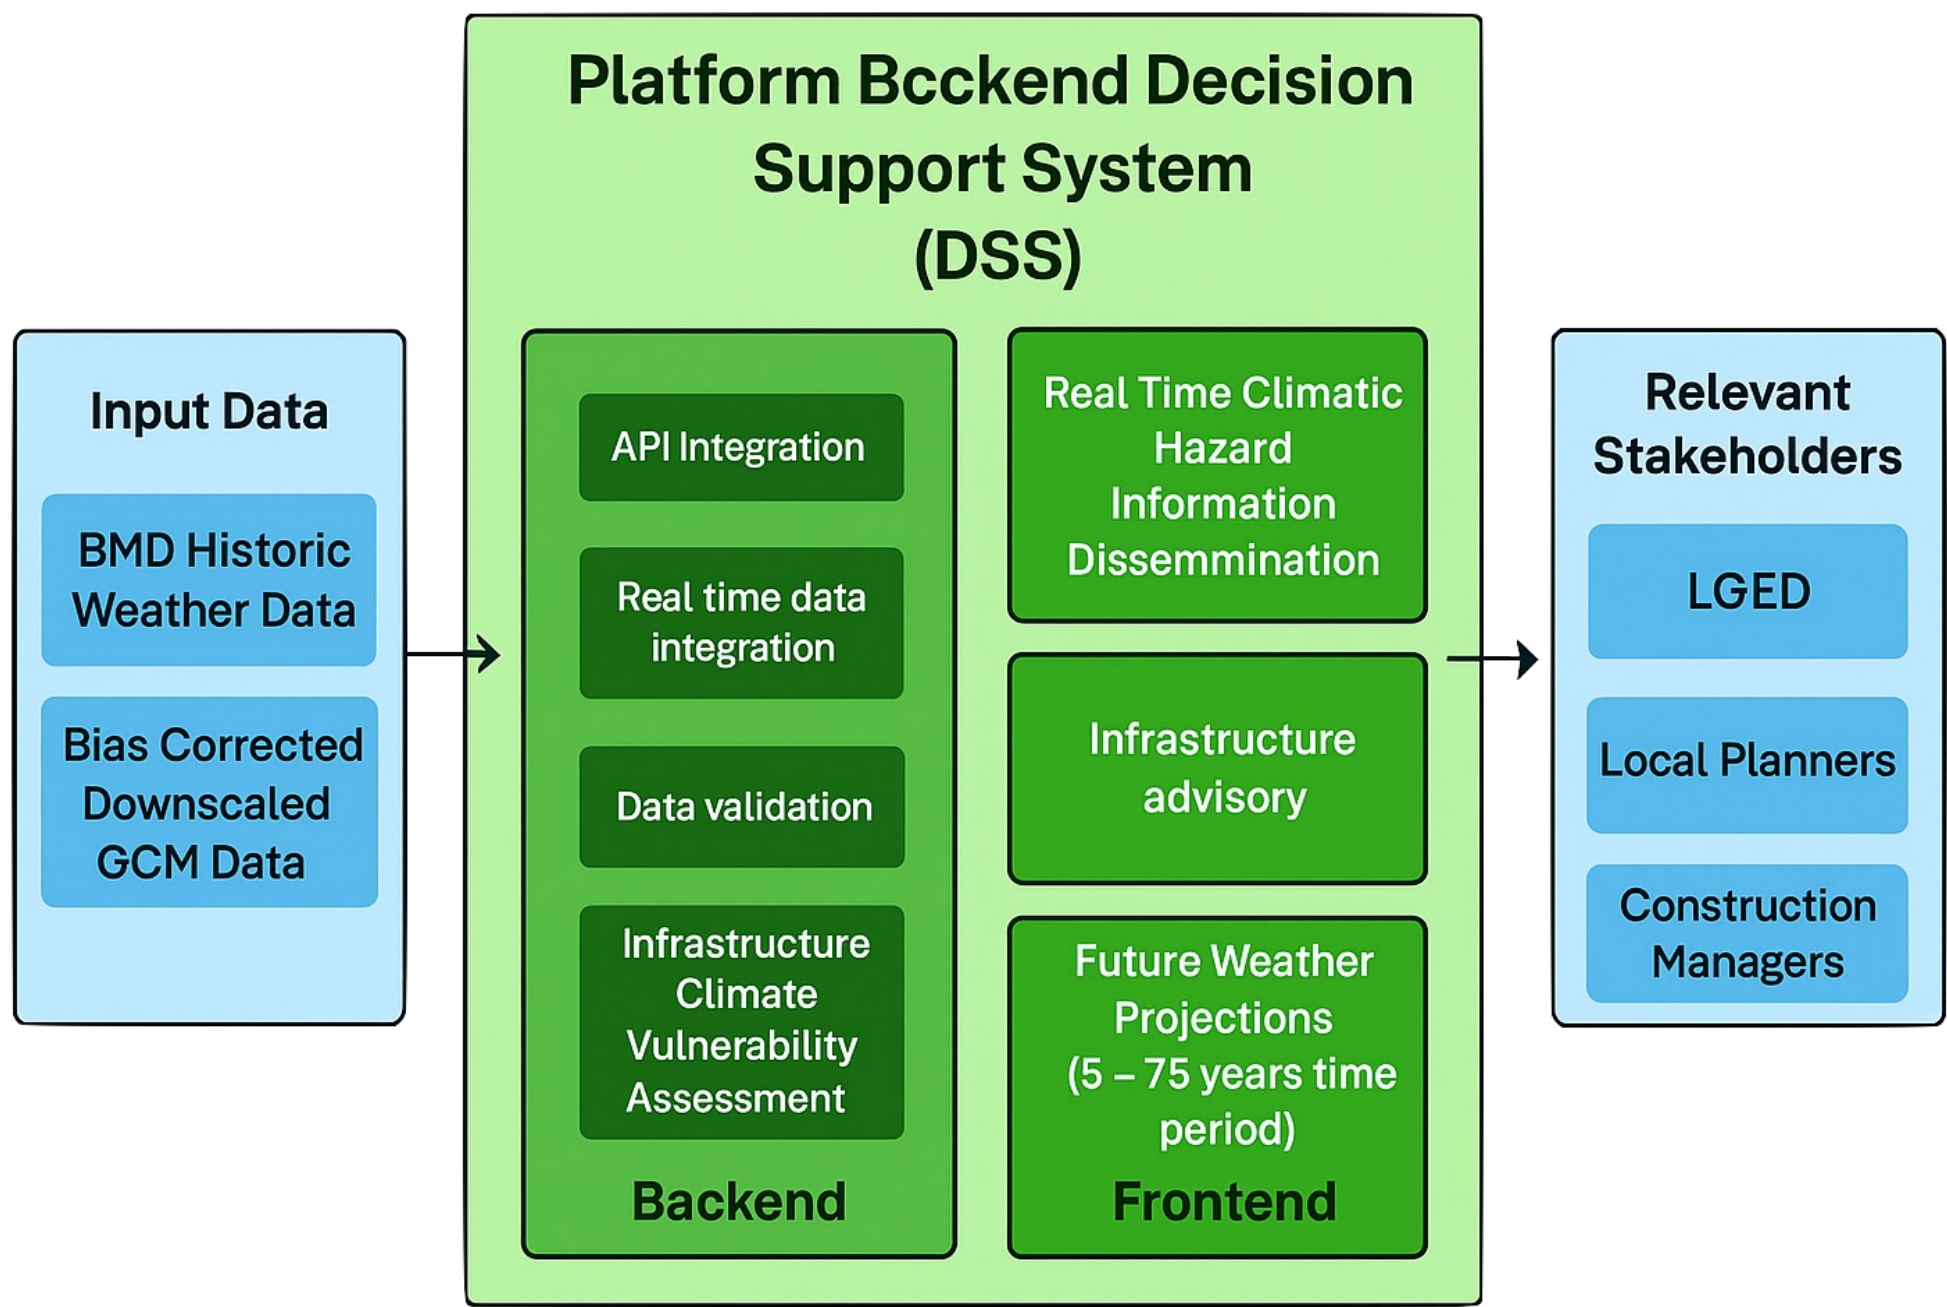 Platform Bcckend Decision
Support System
(DSS)
Input Data
BMD Historic
Weather Data
Bias Corrected
Downscaled
GCM Data
API Integration
Real time data
integration
Data validation
Infrastructure
Climate
Vulnerability
Assessment
Backend
Real Time Climatic
Hazard
Information
Dissemmination
Infrastructure
advisory
Future Weather
Projections
(5 – 75 years time
period)
Frontend
Relevant
Stakeholders
LGED
Local Planners
Construction
Managers